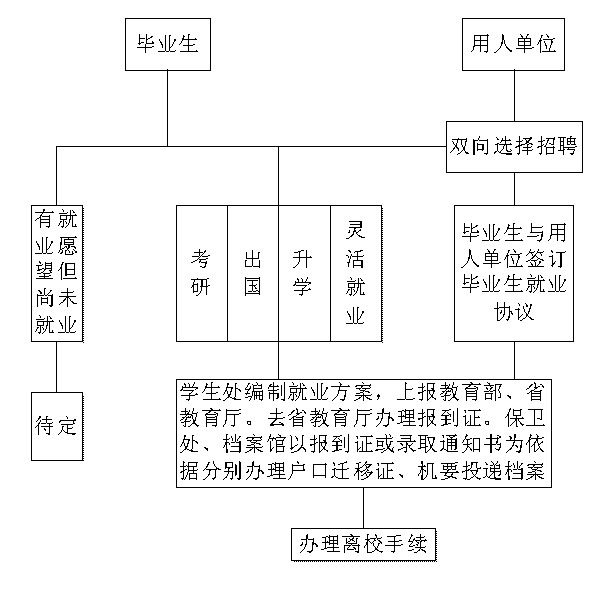 毕业生
用人单位
双向选择招聘
有就
业愿
望但
尚未
就业
考研
出国
升学
灵活就业
毕业生与用
人单位签订
毕业生就业
协议
待定
学生处编制就业方案，上报教育部、省
教育厅。去省教育厅办理报到证。保卫
处、档案馆以报到证或录取通知书为依
据分别办理户口迁移证、机要投递档案
办理离校手续